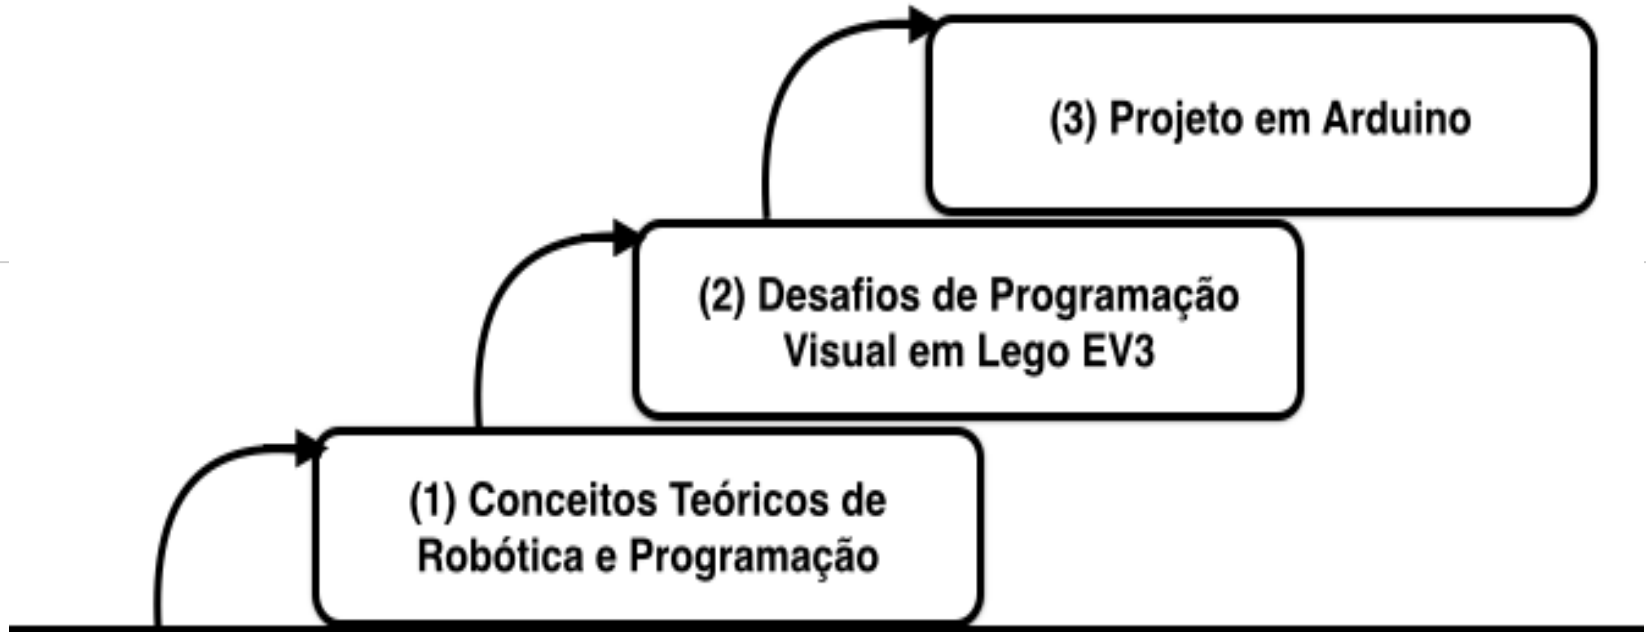 (3) Projeto em Arduino
(2) Desafios de Programação
Visual em Lego EV3
(1) Conceitos Teóricos de
Robótica e Programação